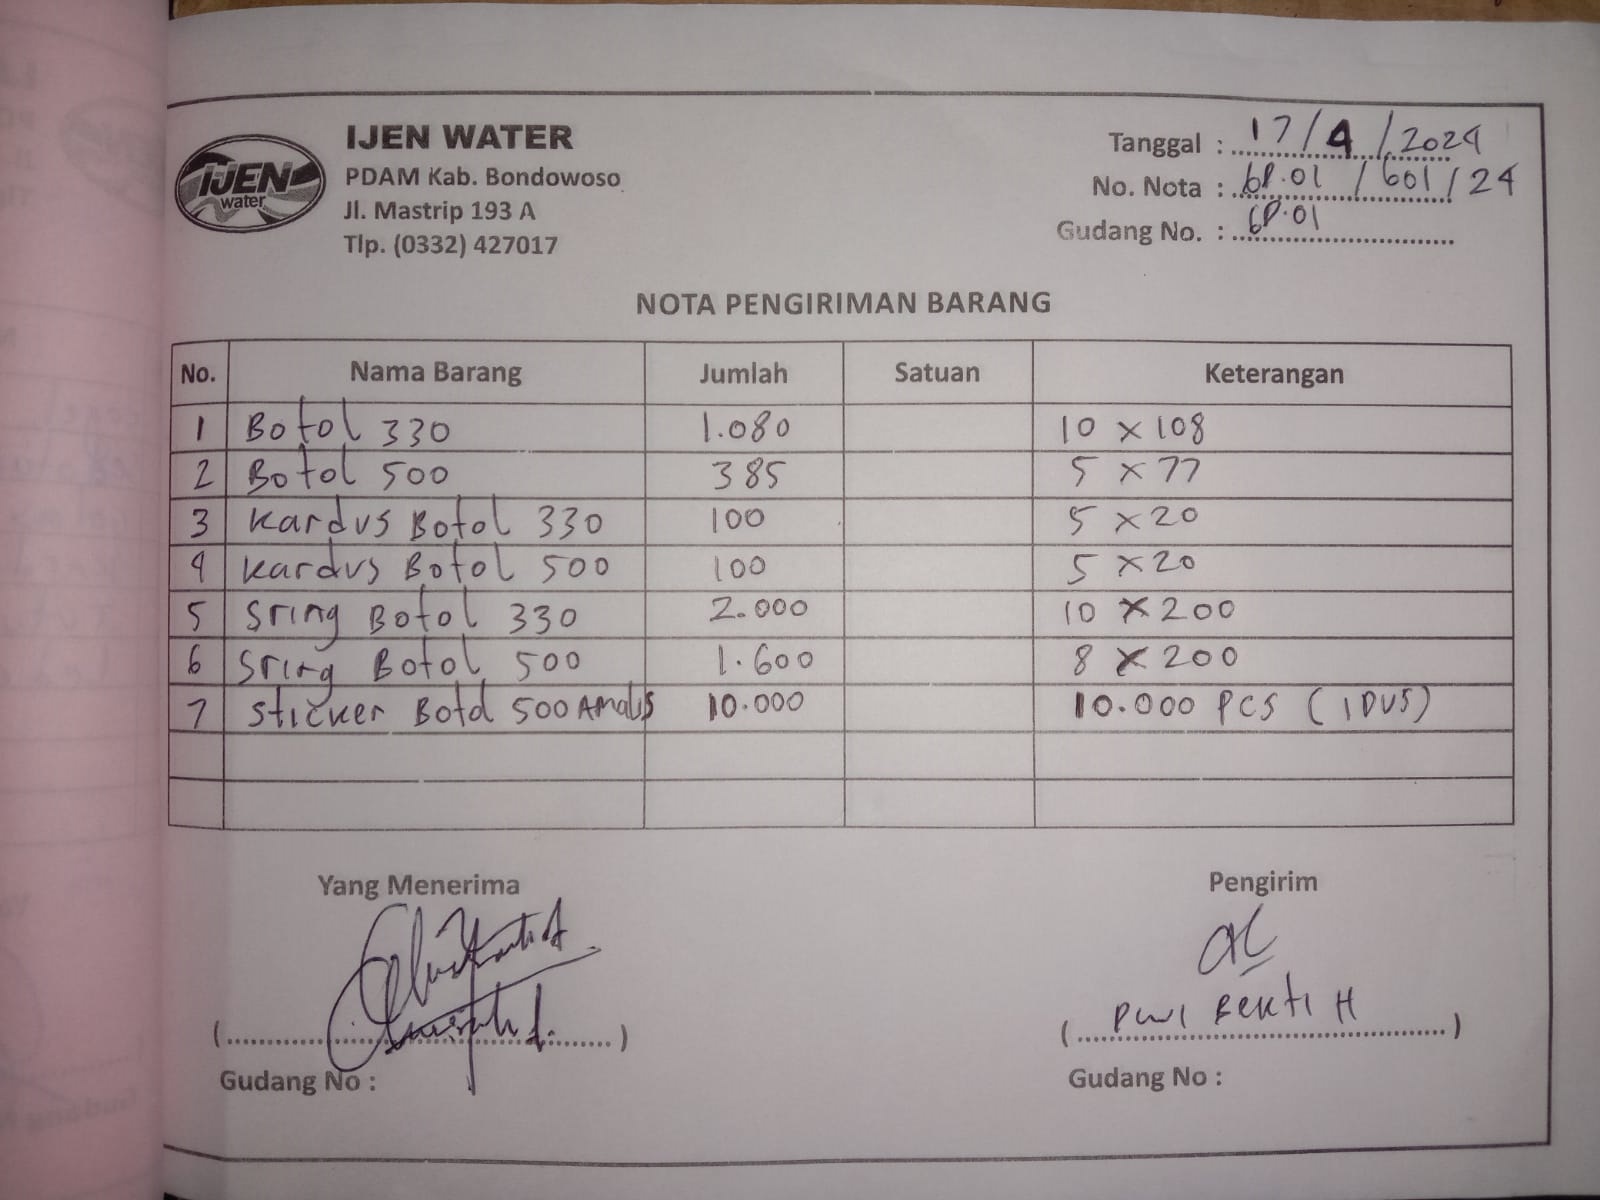 IJEN
water
IJEN WATER
PDAM Kab. Bondowoso
Jl. Mastrip 193 A
Tlp. (0332) 427017
Tanggal : 17/4/2024
No. Nota : 6P.01 / 601 / 24
Gudang No. : 6P.01
NOTA PENGIRIMAN BARANG
No. Nama Barang Jumlah Satuan Keterangan
1 Botol 330 1.080 10 x 108
2 Botol 500 385 5 x 77
3 Kardus Botol 330 100 5 x 20
4 Kardus Botol 500 100 5 x 20
5 Sring Botol 330 2.000 10 x 200
6 Sring Botol 500 1.600 8 x 200
7 Sticker Botol 500 Amalis 10.000 10.000 PCS (1 DUS)
Yang Menerima Pengirim
(....................) (DWI BEKTI H)
Gudang No : Gudang No :